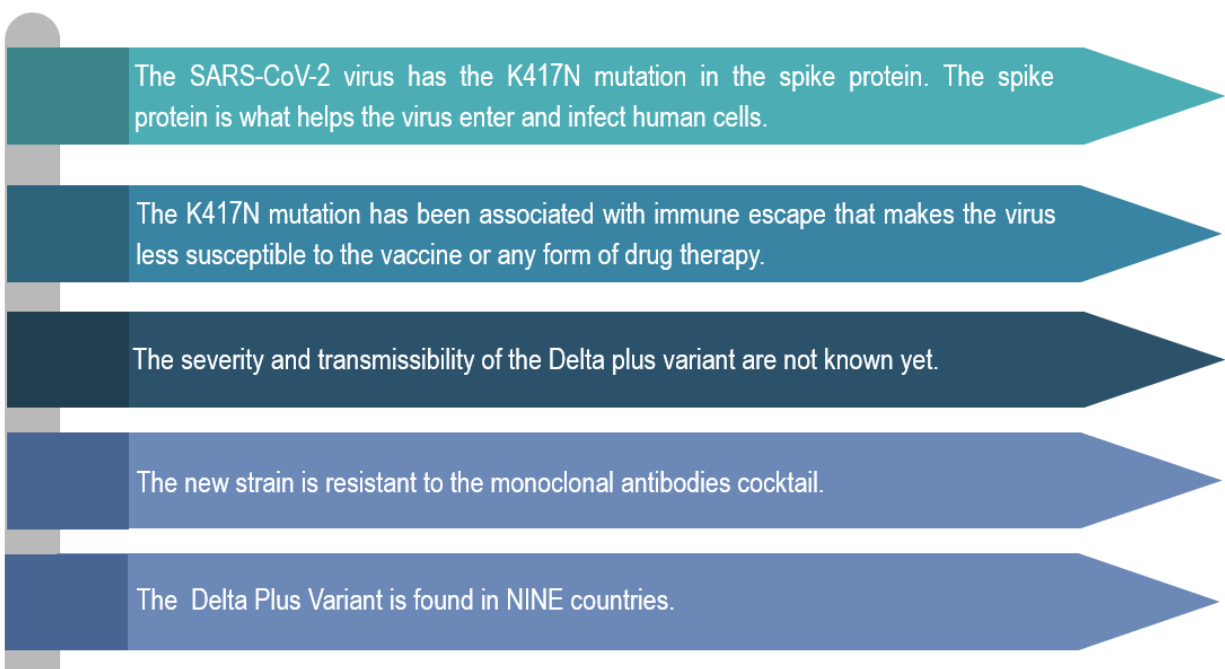 The SARS-CoV-2 virus has the K417N mutation in the spike protein. The spike
protein is what helps the virus enter and infect human cells.
The K417N mutation has been associated with immune escape that makes the virus
less susceptible to the vaccine or any form of drug therapy.
The severity and transmissibility of the Delta plus variant are not known yet.
The new strain is resistant to the monoclonal antibodies cocktail.
The Delta Plus Variant is found in NINE countries.